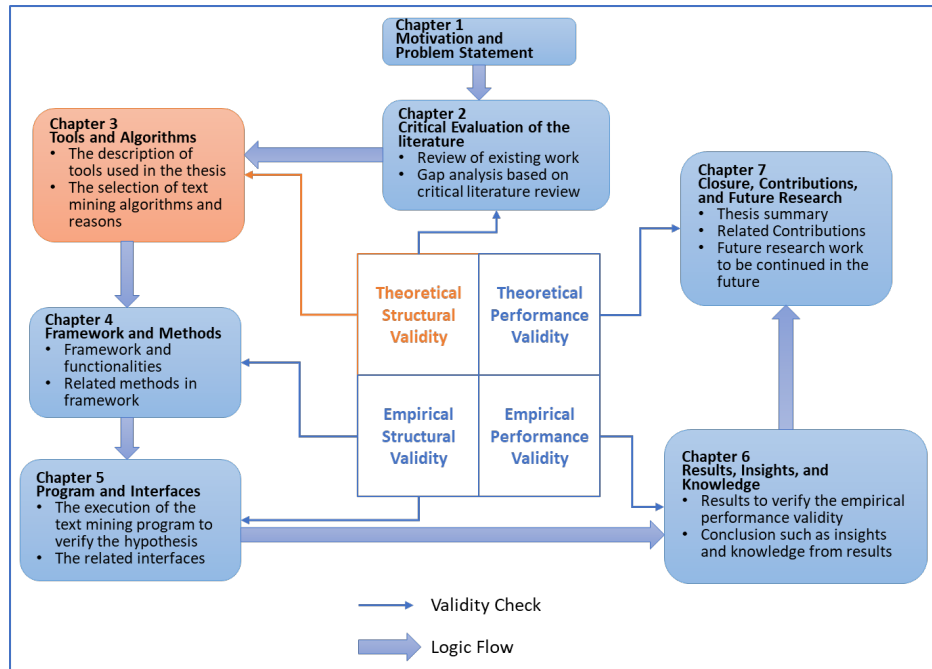 Chapter 1
Motivation and
Problem Statement
Chapter 2
Critical Evaluation of the
literature
• Review of existing work
• Gap analysis based on
critical literature review
Chapter 3
Tools and Algorithms
• The description of
tools used in the thesis
• The selection of text
mining algorithms and
reasons
Chapter 4
Framework and Methods
• Framework and
functionalities
• Related methods in
framework
Chapter 5
Program and Interfaces
• The execution of the
text mining program to
verify the hypothesis
• The related interfaces
Theoretical
Structural
Validity
Theoretical
Performance
Validity
Empirical
Structural
Validity
Empirical
Performance
Validity
Chapter 7
Closure, Contributions,
and Future Research
• Thesis summary
• Related Contributions
• Future research work
to be continued in the
future
Chapter 6
Results, Insights, and
Knowledge
• Results to verify the empirical
performance validity
• Conclusion such as insights
and knowledge from results
Validity Check
Logic Flow